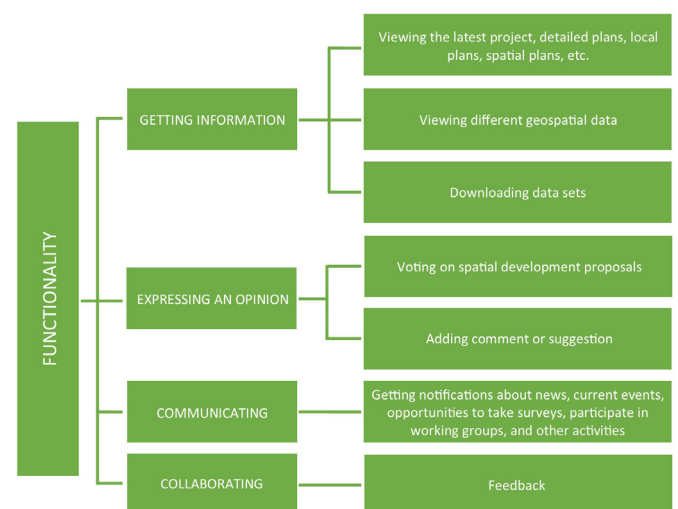 FUNCTIONALITY
GETTING INFORMATION
Viewing the latest project, detailed plans, local
plans, spatial plans, etc.
Viewing different geospatial data
Downloading data sets
EXPRESSING AN OPINION
Voting on spatial development proposals
Adding comment or suggestion
COMMUNICATING
Getting notifications about news, current events,
opportunities to take surveys, participate in
working groups, and other activities
COLLABORATING
Feedback